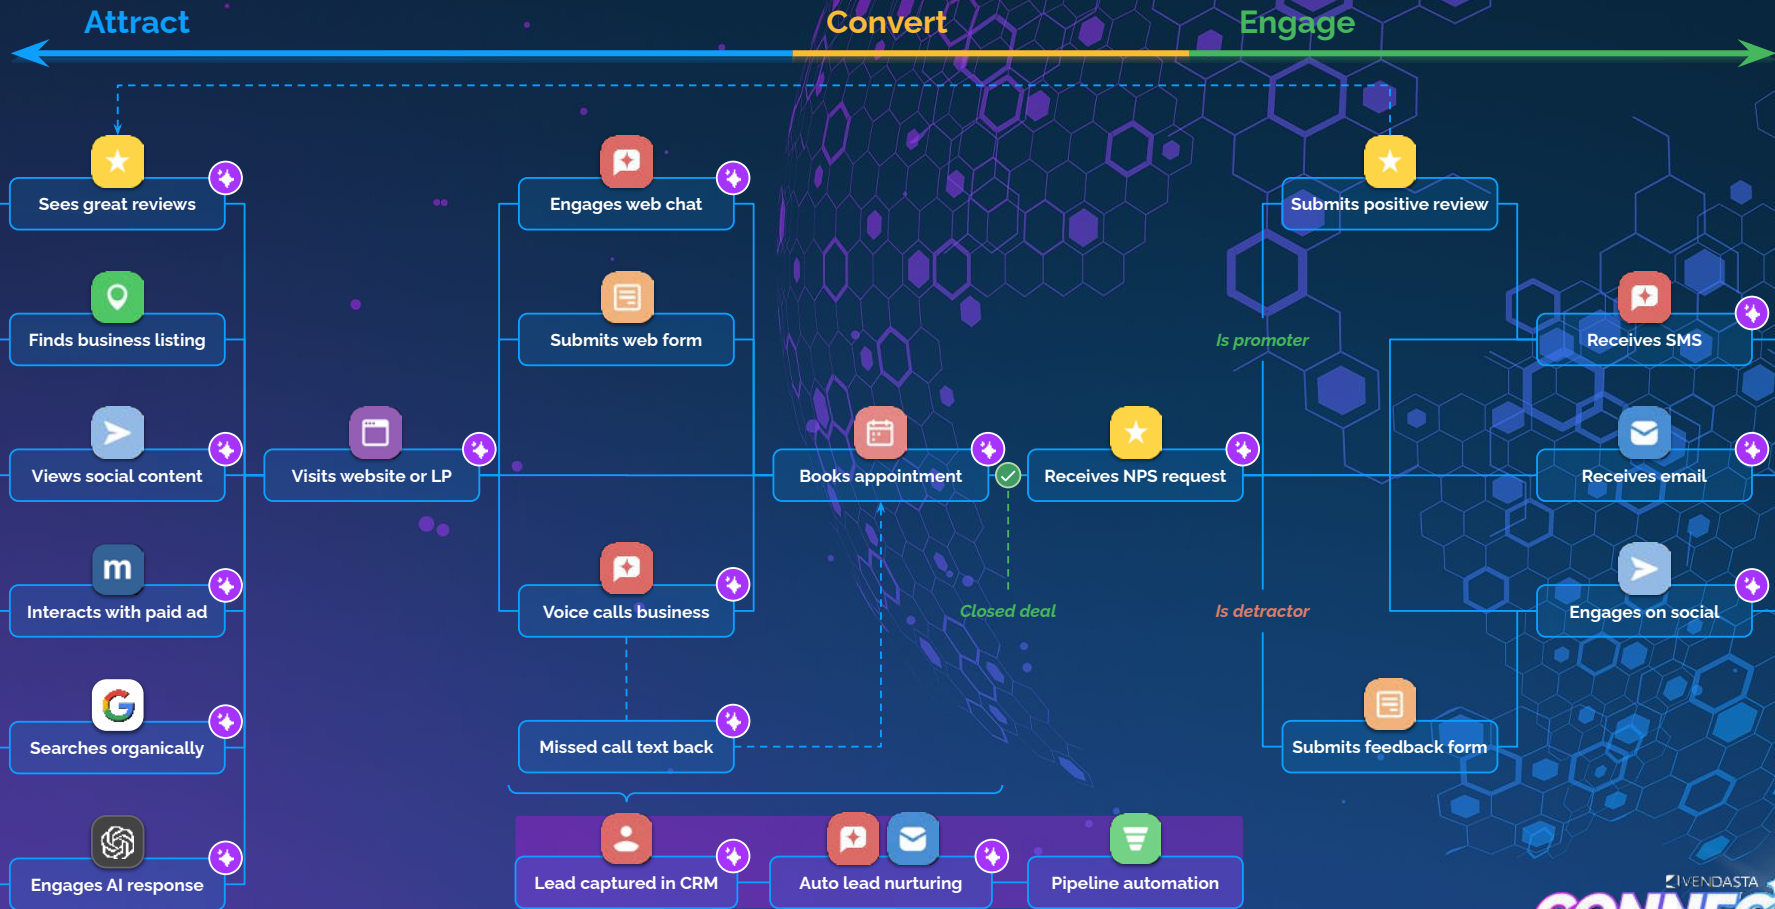 Attract
Convert
Engage
Sees great reviews
Engages web chat
Submits positive review
Finds business listing
Submits web form
Is promoter
Receives SMS
Views social content
Visits website or LP
Books appointment
Receives NPS request
Receives email
m
Interacts with paid ad
Voice calls business
Closed deal
Is detractor
Engages on social
G
Searches organically
Missed call text back
Submits feedback form
Engages AI response
Lead captured in CRM
Auto lead nurturing
Pipeline automation
VENDASTA